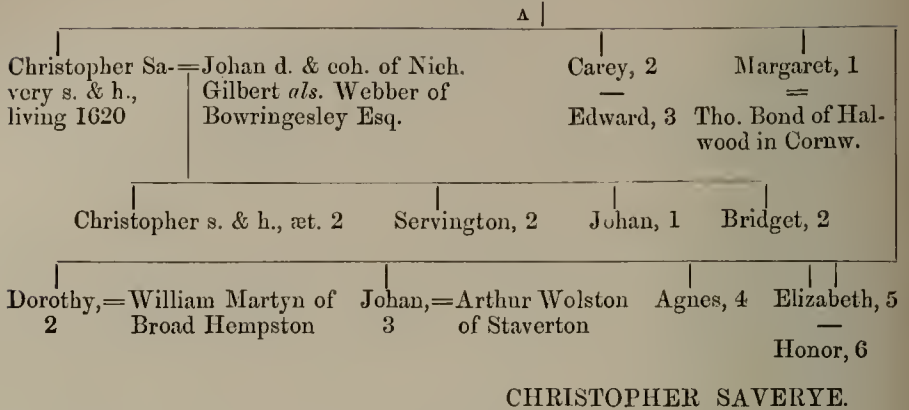 A
Christopher Sa-=Johan d. & coh. of Nich. Carey, 2 Margaret, 1
very s. & h., Gilbert als. Webber of — =
living 1620 Bowringesley Esq. Edward, 3 Tho. Bond of Hal-
wood in Cornw.
Christopher s. & h., æt. 2 Servington, 2 Johan, 1 Bridget, 2
Dorothy,=William Martyn of Johan,=Arthur Wolston Agnes, 4 Elizabeth, 5
2 Broad Hempston 3 of Staverton —
Honor, 6
CHRISTOPHER SAVERYE.